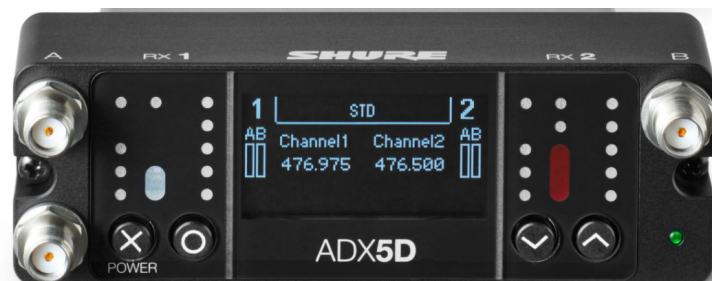 A RX 1 SHURE RX 2 B
1 STD 2
AB AB
Channel1 Channel2
476.975 476.500
POWER
ADX5D